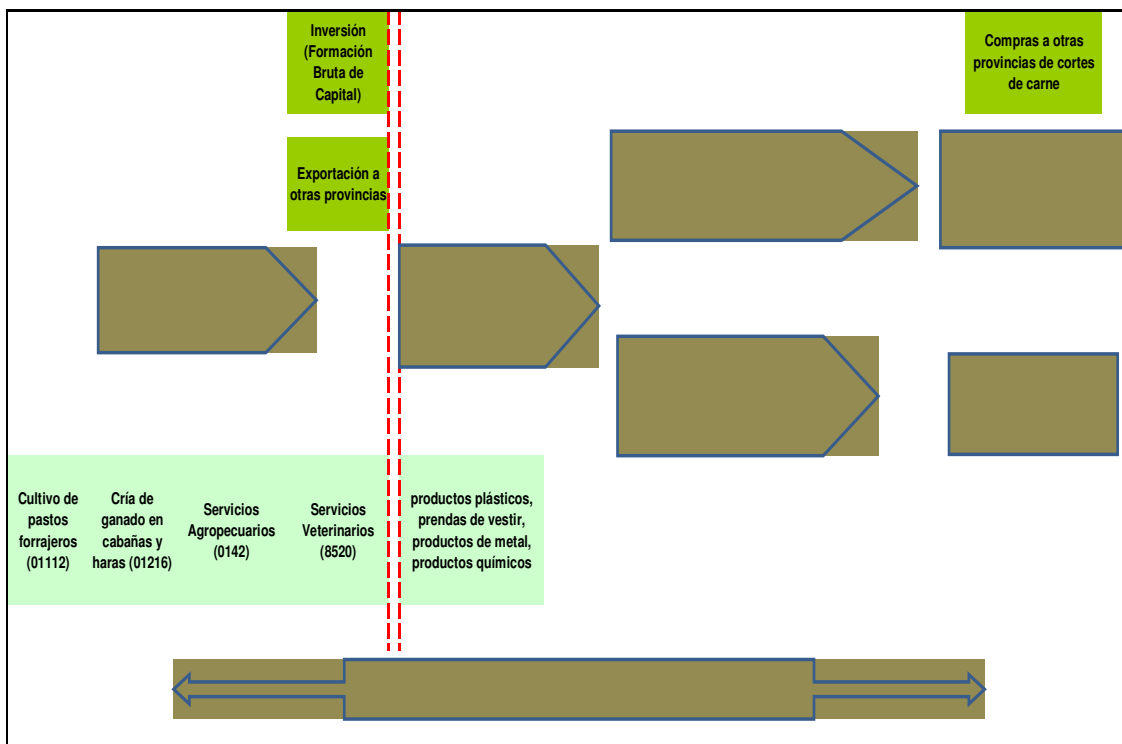 Inversión
(Formación
Bruta de
Capital)
Compras a otras
provincias de cortes
de carne
Exportación a
otras provincias
Cultivo de
pastos
forrajeros
(01112)
Cría de
ganado en
cabañas y
haras (01216)
Servicios
Agropecuarios
(0142)
Servicios
Veterinarios
(8520)
productos plásticos,
prendas de vestir,
productos de metal,
productos químicos